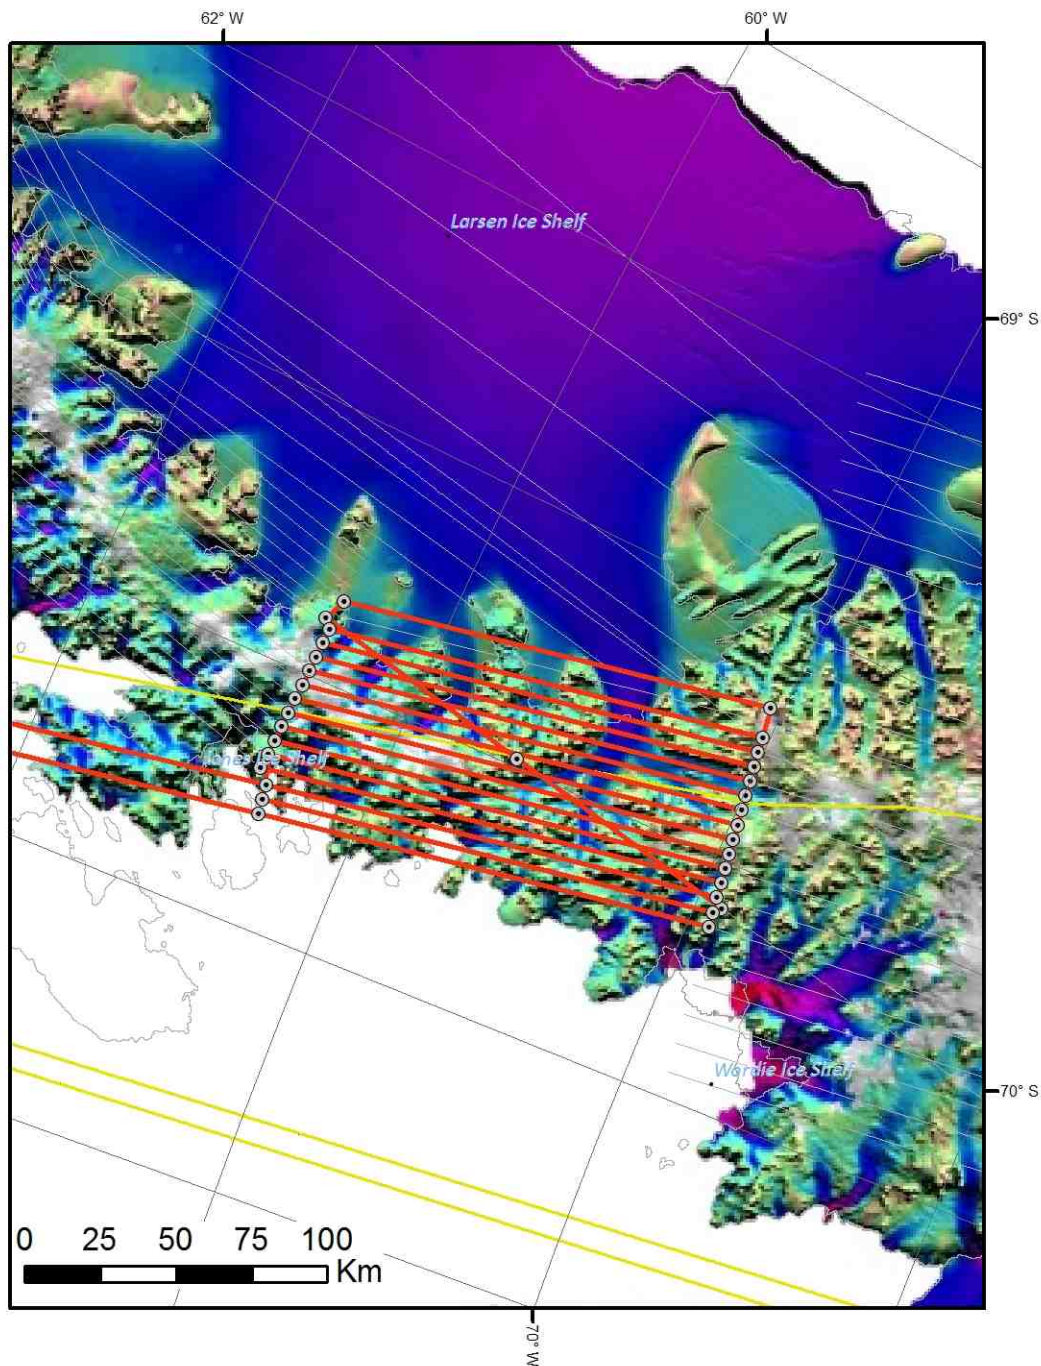 62° W
60° W
Larsen Ice Shelf
69° S
Jones Ice Shelf
Wordie Ice Shelf
70° S
0 25 50 75 100
Km
70° W